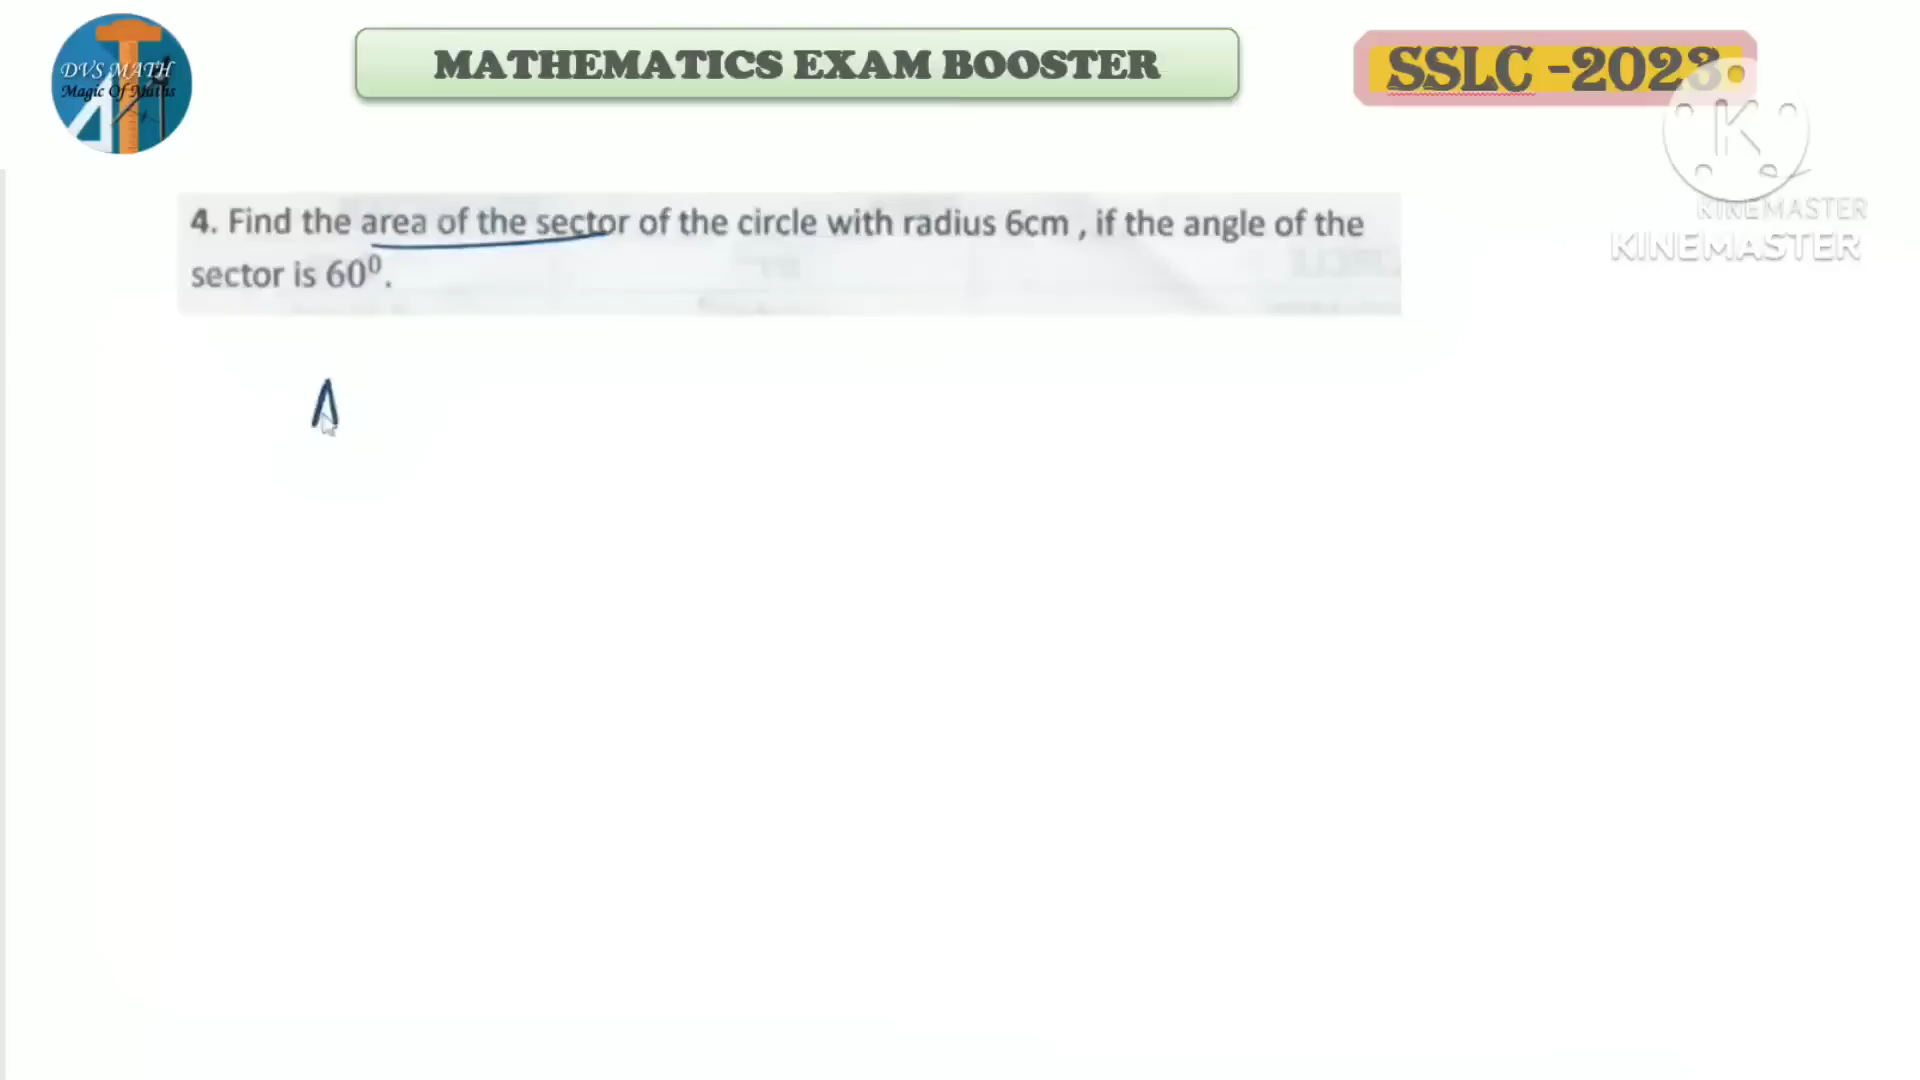 DVS MATH
Magic Of Maths
MATHEMATICS EXAM BOOSTER
SSLC -2023
K
KINEMASTER
KINEMASTER
4. Find the area of the sector of the circle with radius 6cm , if the angle of the
sector is 60⁰.
A